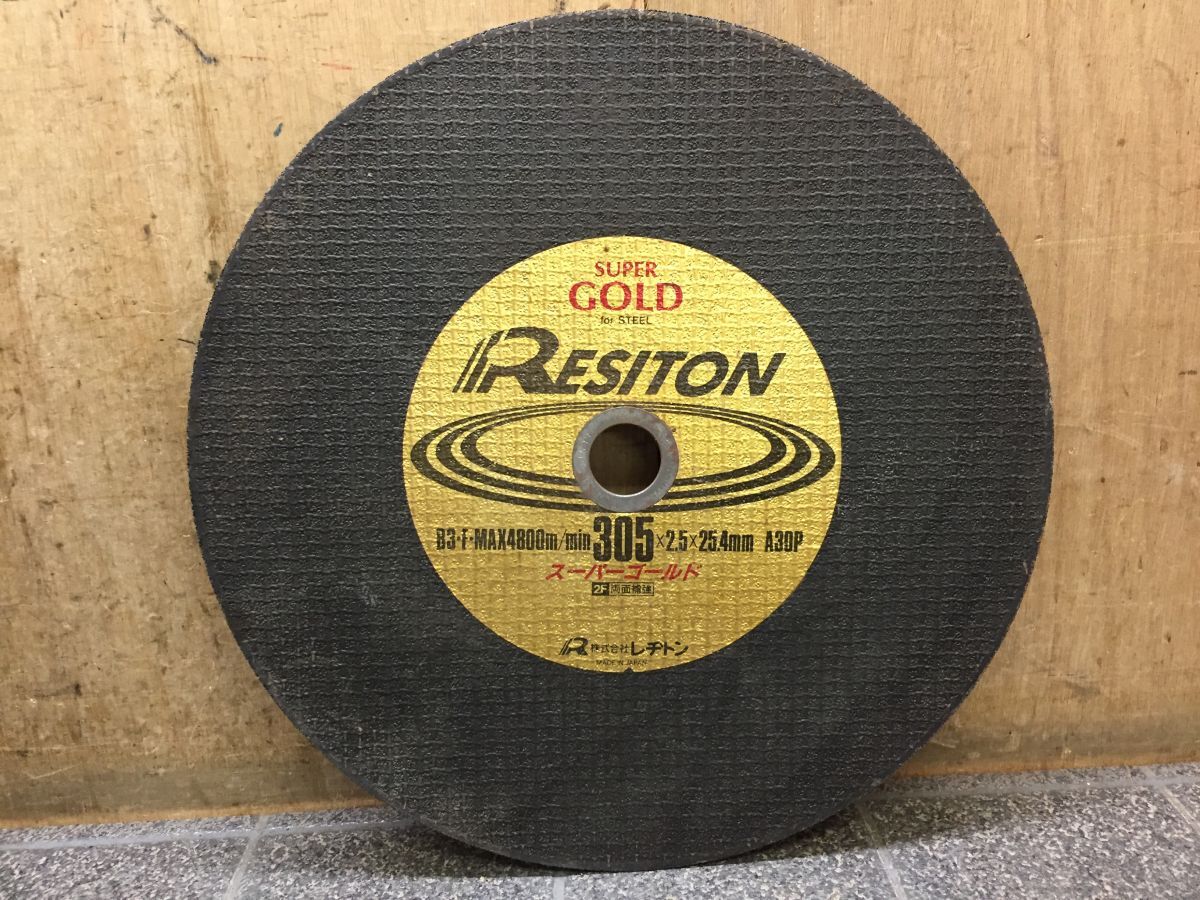 SUPER
GOLD
for STEEL
RESITON
B3・T・MAX4800m/min 305×2.5×25.4mm A30P
スーパーゴールド
2F 両面補強
R 株式会社レヂトン
MADE IN JAPAN